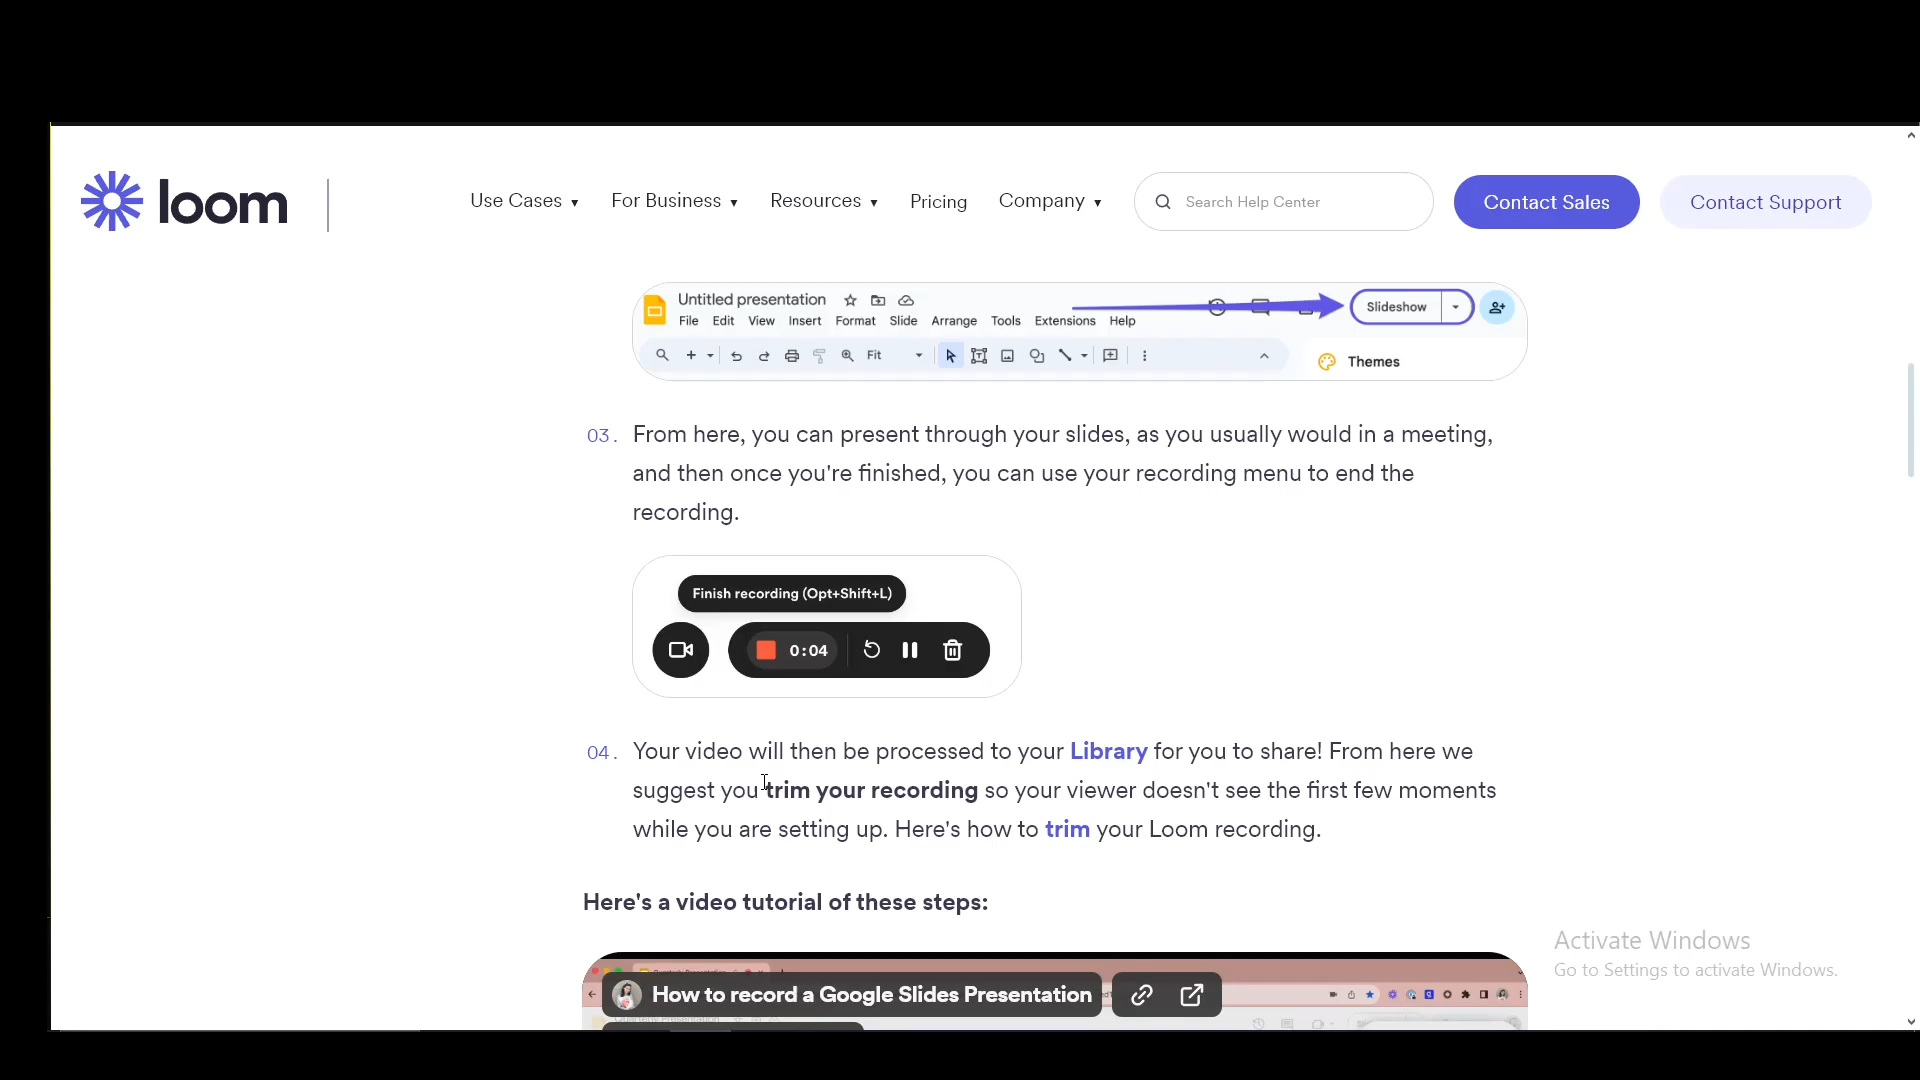 loom
Use Cases ▼ For Business ▼ Resources ▼ Pricing Company ▼ Search Help Center Contact Sales Contact Support
Untitled presentation
Slideshow
File Edit View Insert Format Slide Arrange Tools Extensions Help
Fit
Themes
03. From here, you can present through your slides, as you usually would in a meeting,
and then once you're finished, you can use your recording menu to end the
recording.
Finish recording (Opt+Shift+L)
0:04
04. Your video will then be processed to your Library for you to share! From here we
suggest you trim your recording so your viewer doesn't see the first few moments
while you are setting up. Here's how to trim your Loom recording.
Here's a video tutorial of these steps:
Activate Windows
Go to Settings to activate Windows.
How to record a Google Slides Presentation